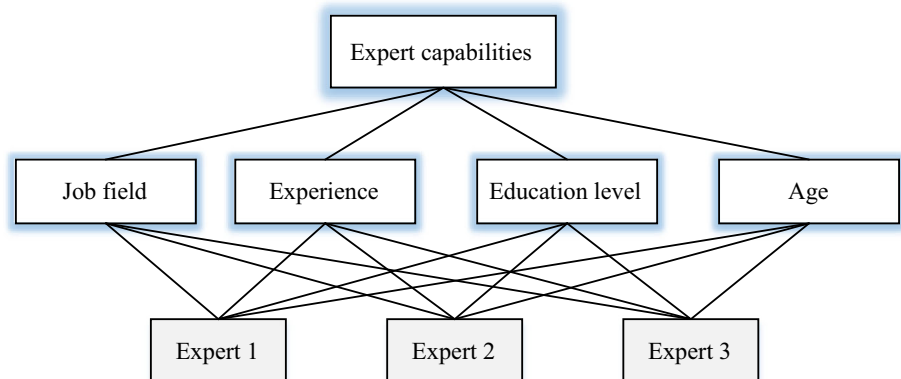 Expert capabilities
Job field
Experience
Education level
Age
Expert 1
Expert 2
Expert 3